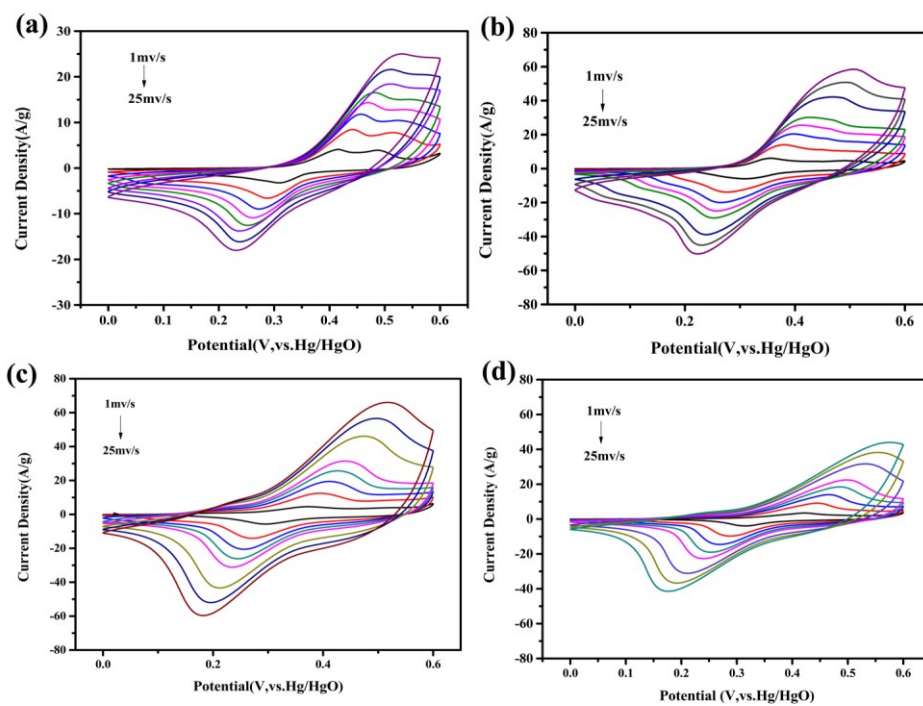 (a)
30
20
10
0
-10
-20
-30
Current Density(A/g)
1mv/s
25mv/s
0.0 0.1 0.2 0.3 0.4 0.5 0.6
Potential(V,vs.Hg/HgO)
(b)
80
60
40
20
0
-20
-40
-60
-80
Current Density(A/g)
1mv/s
25mv/s
0.0 0.2 0.4 0.6
Potential(V,vs.Hg/HgO)
(c)
80
60
40
20
0
-20
-40
-60
-80
Current Density(A/g)
1mv/s
25mv/s
0.0 0.2 0.4 0.6
Potential(V,vs.Hg/HgO)
(d)
80
60
40
20
0
-20
-40
-60
-80
Current Density (A/g)
1mv/s
25mv/s
0.0 0.1 0.2 0.3 0.4 0.5 0.6
Potential (V,vs.Hg/HgO)